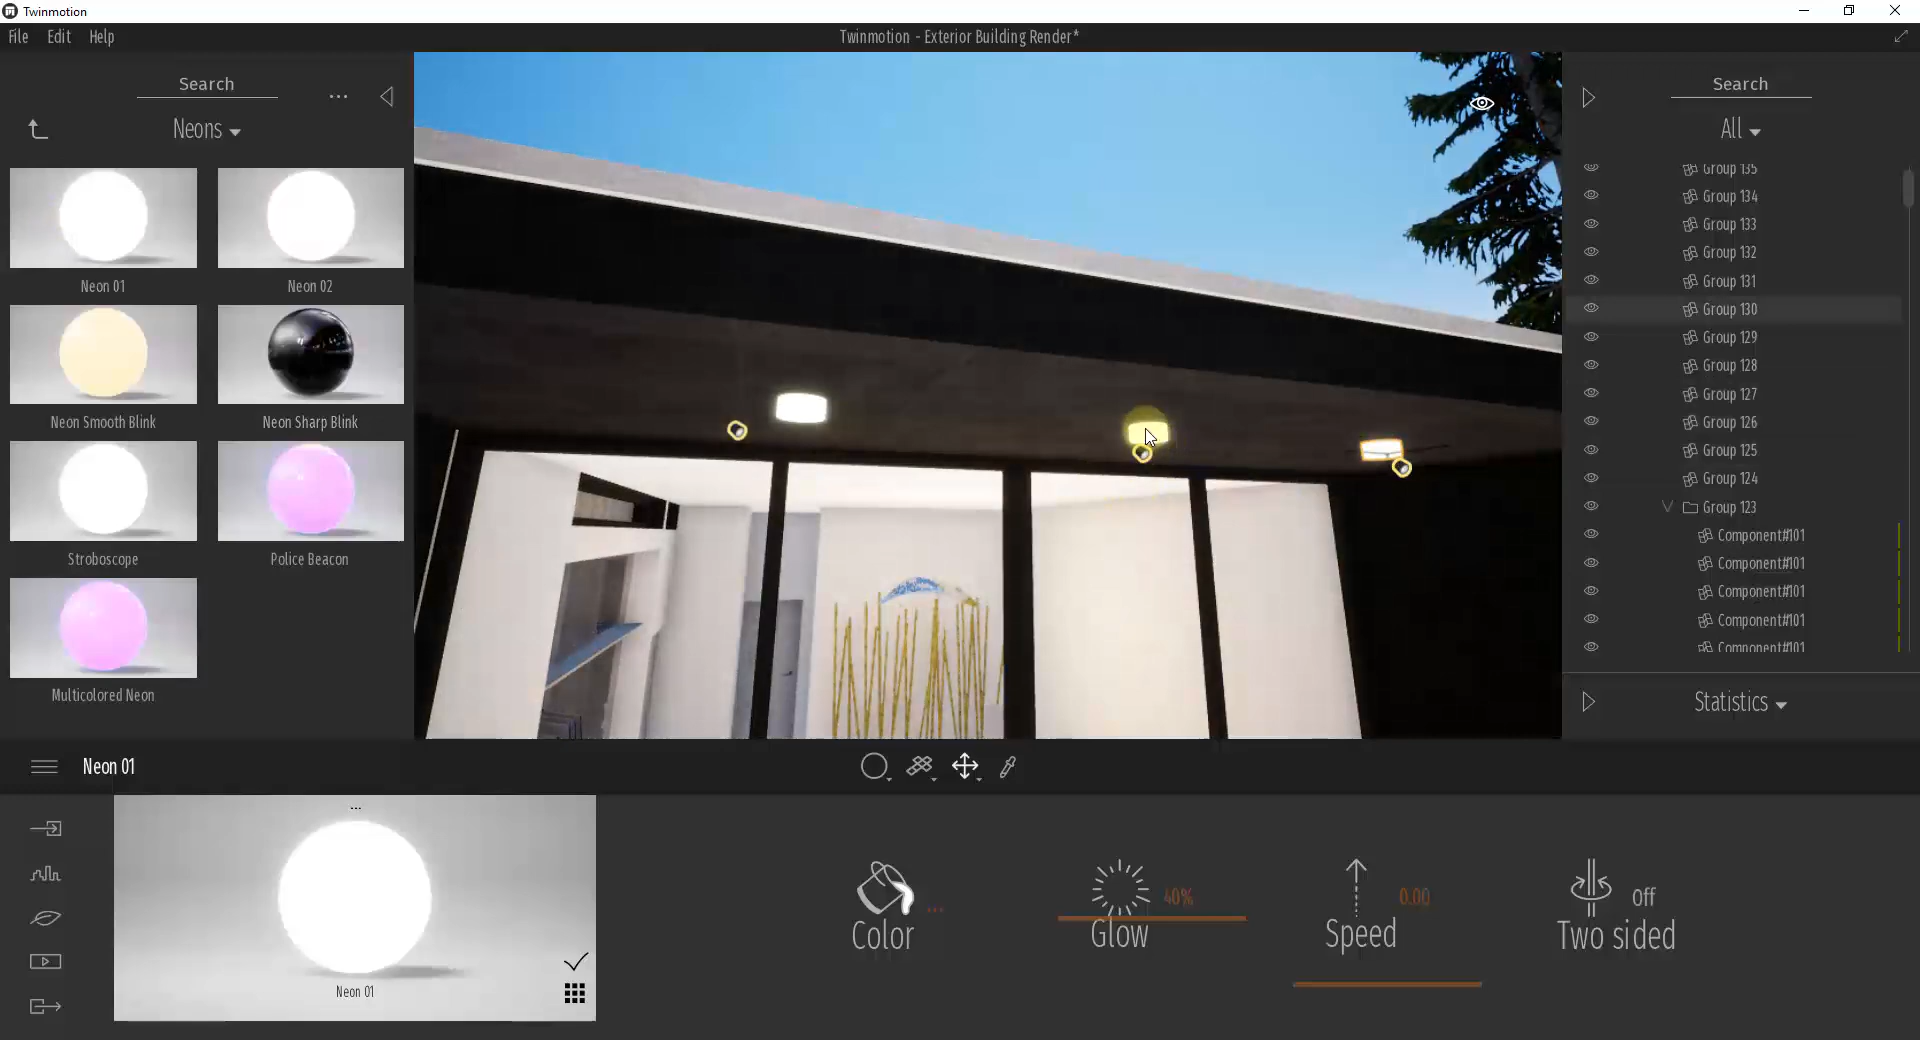 Twinmotion
File Edit Help
Twinmotion - Exterior Building Render*
Search
...
Neons
Neon 01
Neon 02
Neon Smooth Blink
Neon Sharp Blink
Stroboscope
Police Beacon
Multicolored Neon
Search
All
Group 135
Group 134
Group 133
Group 132
Group 131
Group 130
Group 129
Group 128
Group 127
Group 126
Group 125
Group 124
Group 123
Component#101
Component#101
Component#101
Component#101
Component#101
Statistics
Neon 01
...
Neon 01
Color ...
Glow 40%
Speed 0.00
Two sided Off